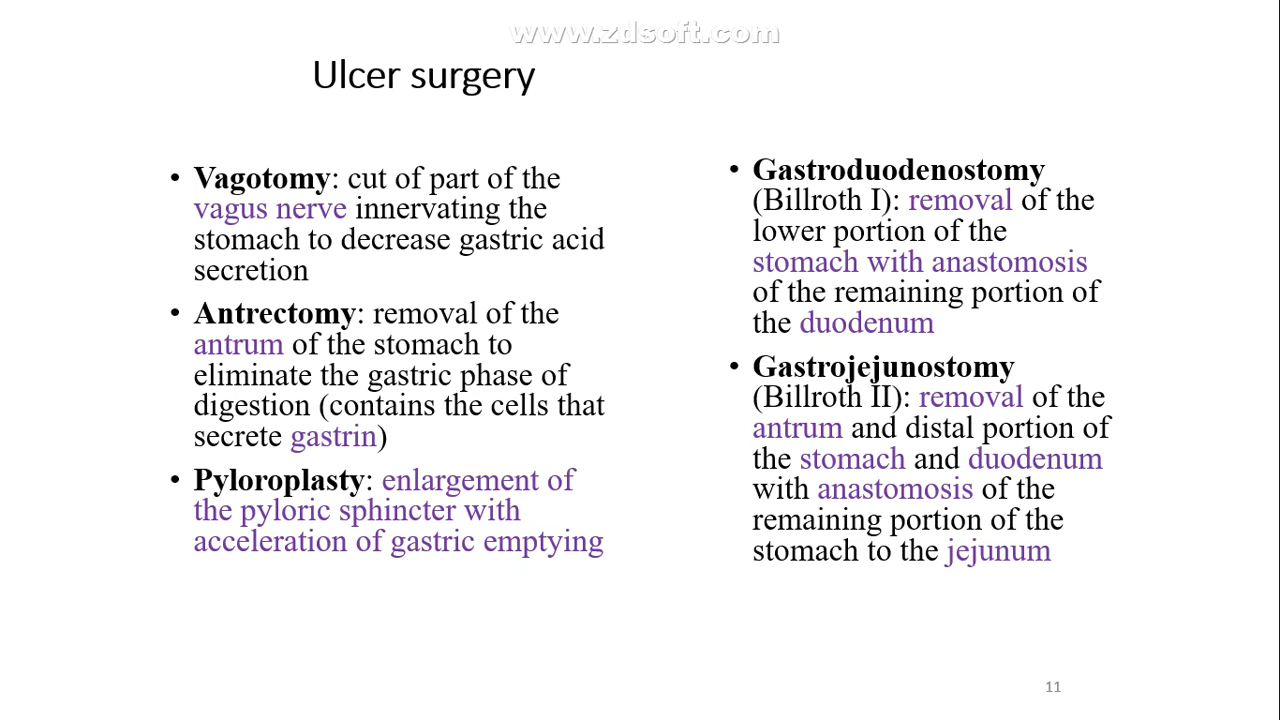 www.zdsoft.com
Ulcer surgery
• Vagotomy: cut of part of the
vagus nerve innervating the
stomach to decrease gastric acid
secretion
• Antrectomy: removal of the
antrum of the stomach to
eliminate the gastric phase of
digestion (contains the cells that
secrete gastrin)
• Pyloroplasty: enlargement of
the pyloric sphincter with
acceleration of gastric emptying
• Gastroduodenostomy
(Billroth I): removal of the
lower portion of the
stomach with anastomosis
of the remaining portion of
the duodenum
• Gastrojejunostomy
(Billroth II): removal of the
antrum and distal portion of
the stomach and duodenum
with anastomosis of the
remaining portion of the
stomach to the jejunum
11